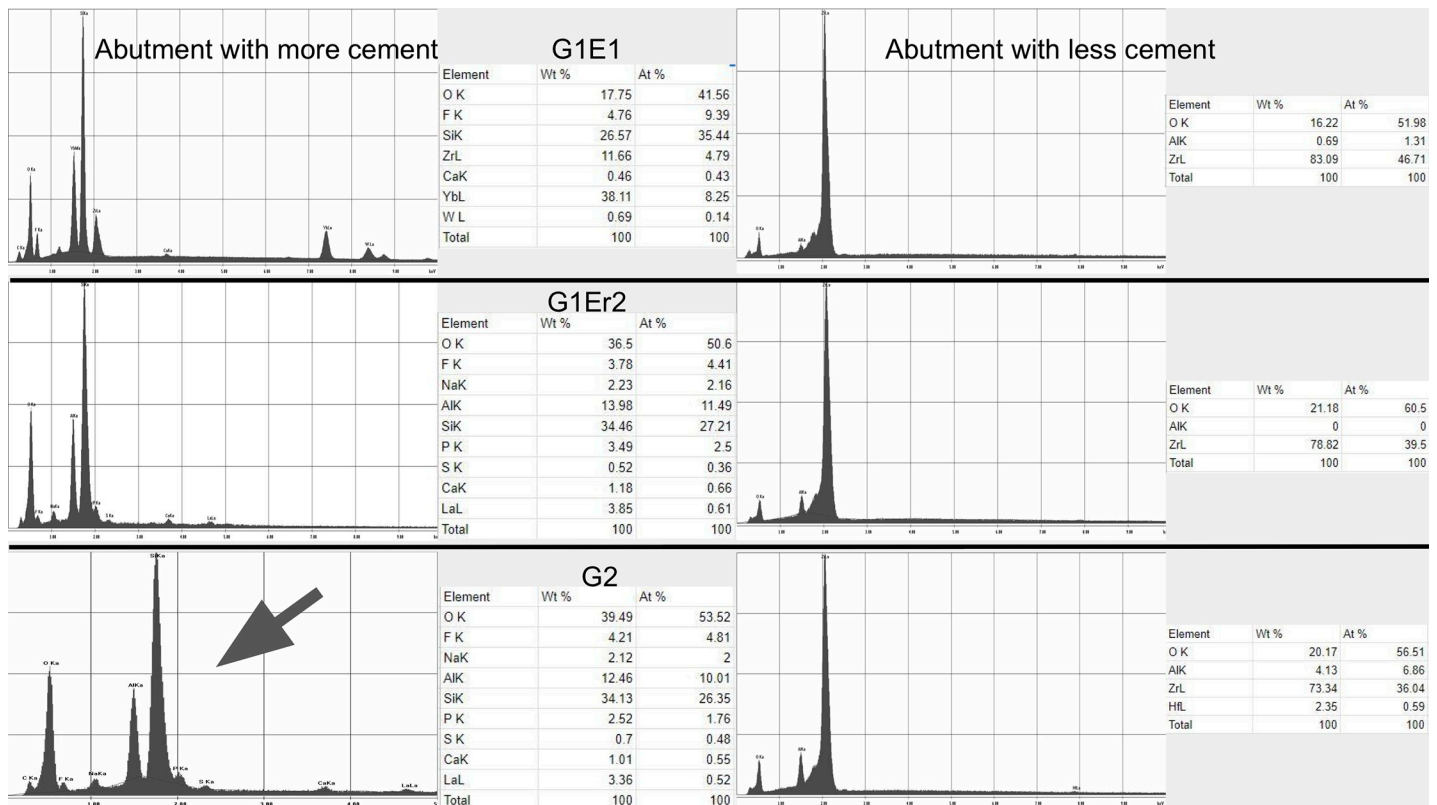 Abutment with more cement
G1E1
Abutment with less cement
Element Wt % At %
O K 17.75 41.56
F K 4.76 9.39
SiK 26.57 35.44
ZrL 11.66 4.79
CaK 0.46 0.43
YbL 38.11 8.25
W L 0.69 0.14
Total 100 100
Element Wt % At %
O K 16.22 51.98
AlK 0.69 1.31
ZrL 83.09 46.71
Total 100 100
G1Er2
Element Wt % At %
O K 36.5 50.6
F K 3.78 4.41
NaK 2.23 2.16
AlK 13.98 11.49
SiK 34.46 27.21
P K 3.49 2.5
S K 0.52 0.36
CaK 1.18 0.66
LaL 3.85 0.61
Total 100 100
Element Wt % At %
O K 21.18 60.5
AlK 0 0
ZrL 78.82 39.5
Total 100 100
G2
SiKa
O Ka
AlKa
C Ka
F Ka
NaKa
P Ka
S Ka
CaKa
LaLa
1.00 2.00 3.00 4.00
Element Wt % At %
O K 39.49 53.52
F K 4.21 4.81
NaK 2.12 2
AlK 12.46 10.01
SiK 34.13 26.35
P K 2.52 1.76
S K 0.7 0.48
CaK 1.01 0.55
LaL 3.36 0.52
Total 100 100
Element Wt % At %
O K 20.17 56.51
AlK 4.13 6.86
ZrL 73.34 36.04
HfL 2.35 0.59
Total 100 100